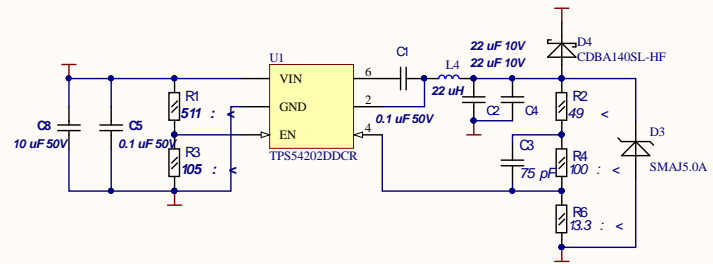 22 uF 10V
22 uF 10V
D4
CDBA140SL-HF
U1
C1
L4
22 uH
VIN
6
GND
2
0.1 uF 50V
EN
4
TPS54202DDCR
C8
10 uF 50V
C5
0.1 uF 50V
R1
511 : <
R3
105 : <
C2
C4
R2
49 <
C3
75 pF
R4
100 : <
D3
SMAJ5.0A
R6
13.3 : <